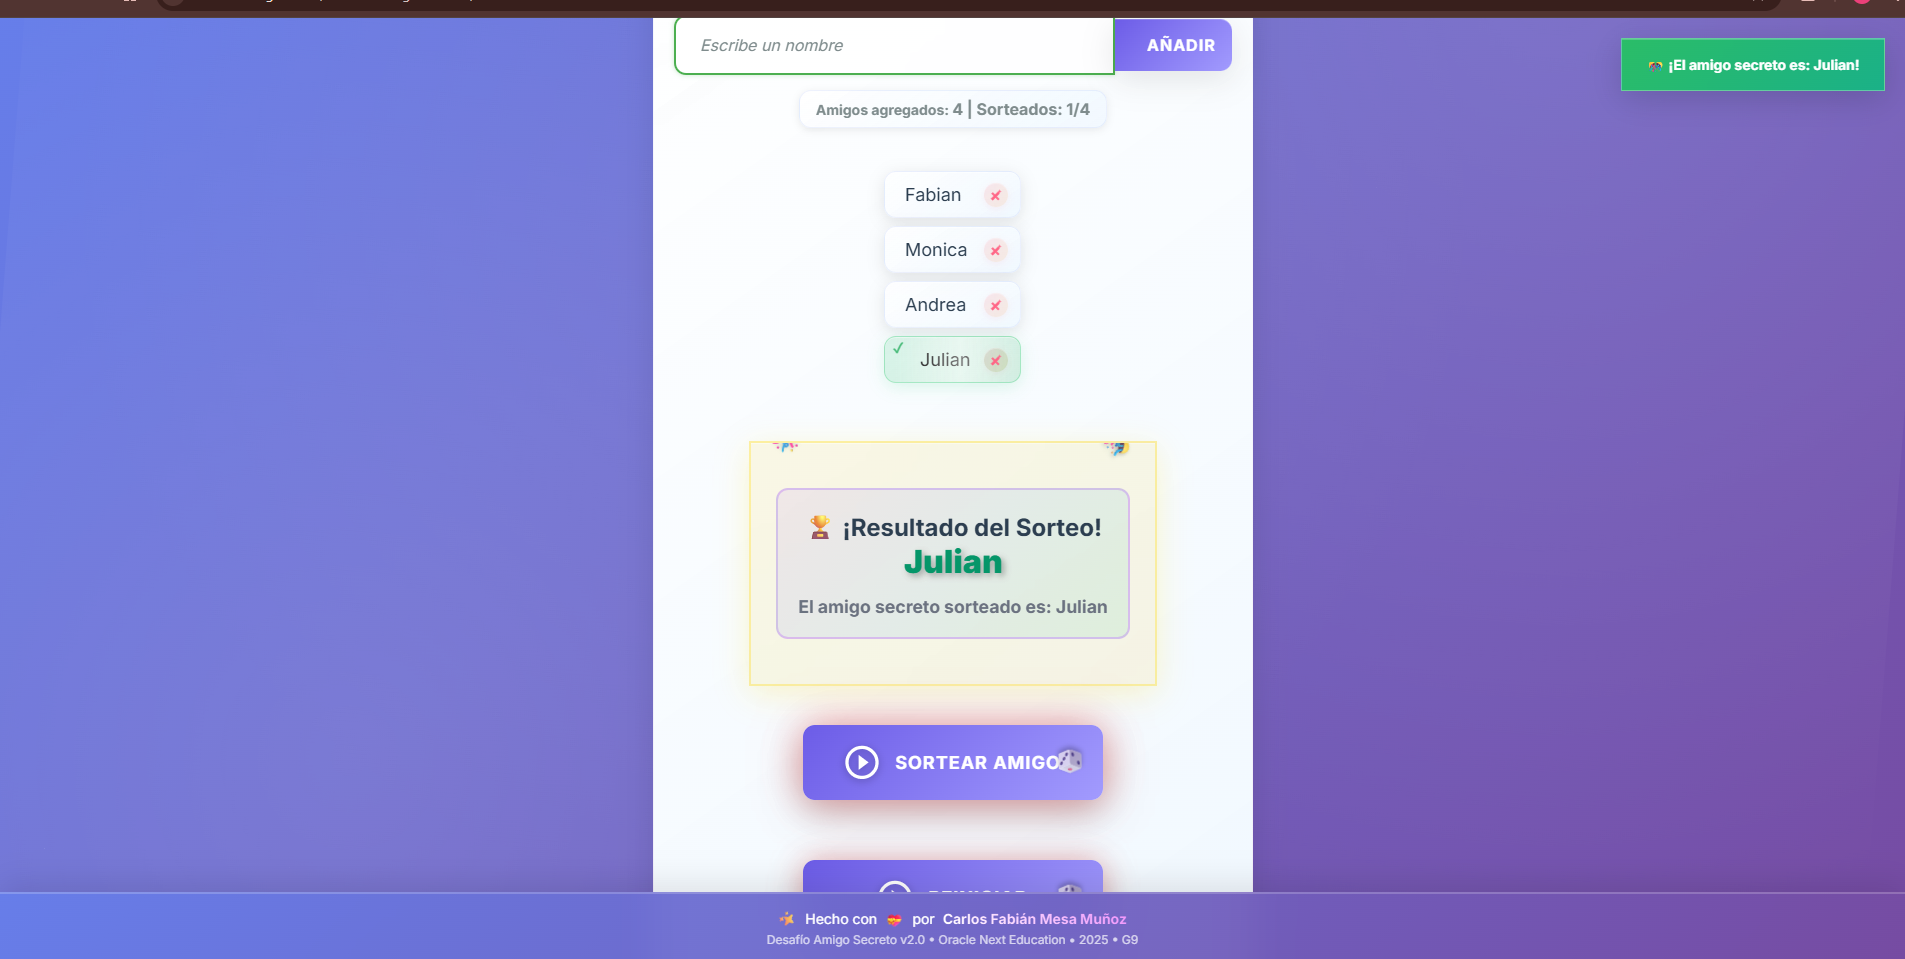 Escribe un nombre
AÑADIR
¡El amigo secreto es: Julian!
Amigos agregados: 4 | Sorteados: 1/4
Fabian
Monica
Andrea
Julian
¡Resultado del Sorteo!
Julian
El amigo secreto sorteado es: Julian
SORTEAR AMIGO
Hecho con por Carlos Fabián Mesa Muñoz
Desafío Amigo Secreto v2.0 • Oracle Next Education • 2025 • G9